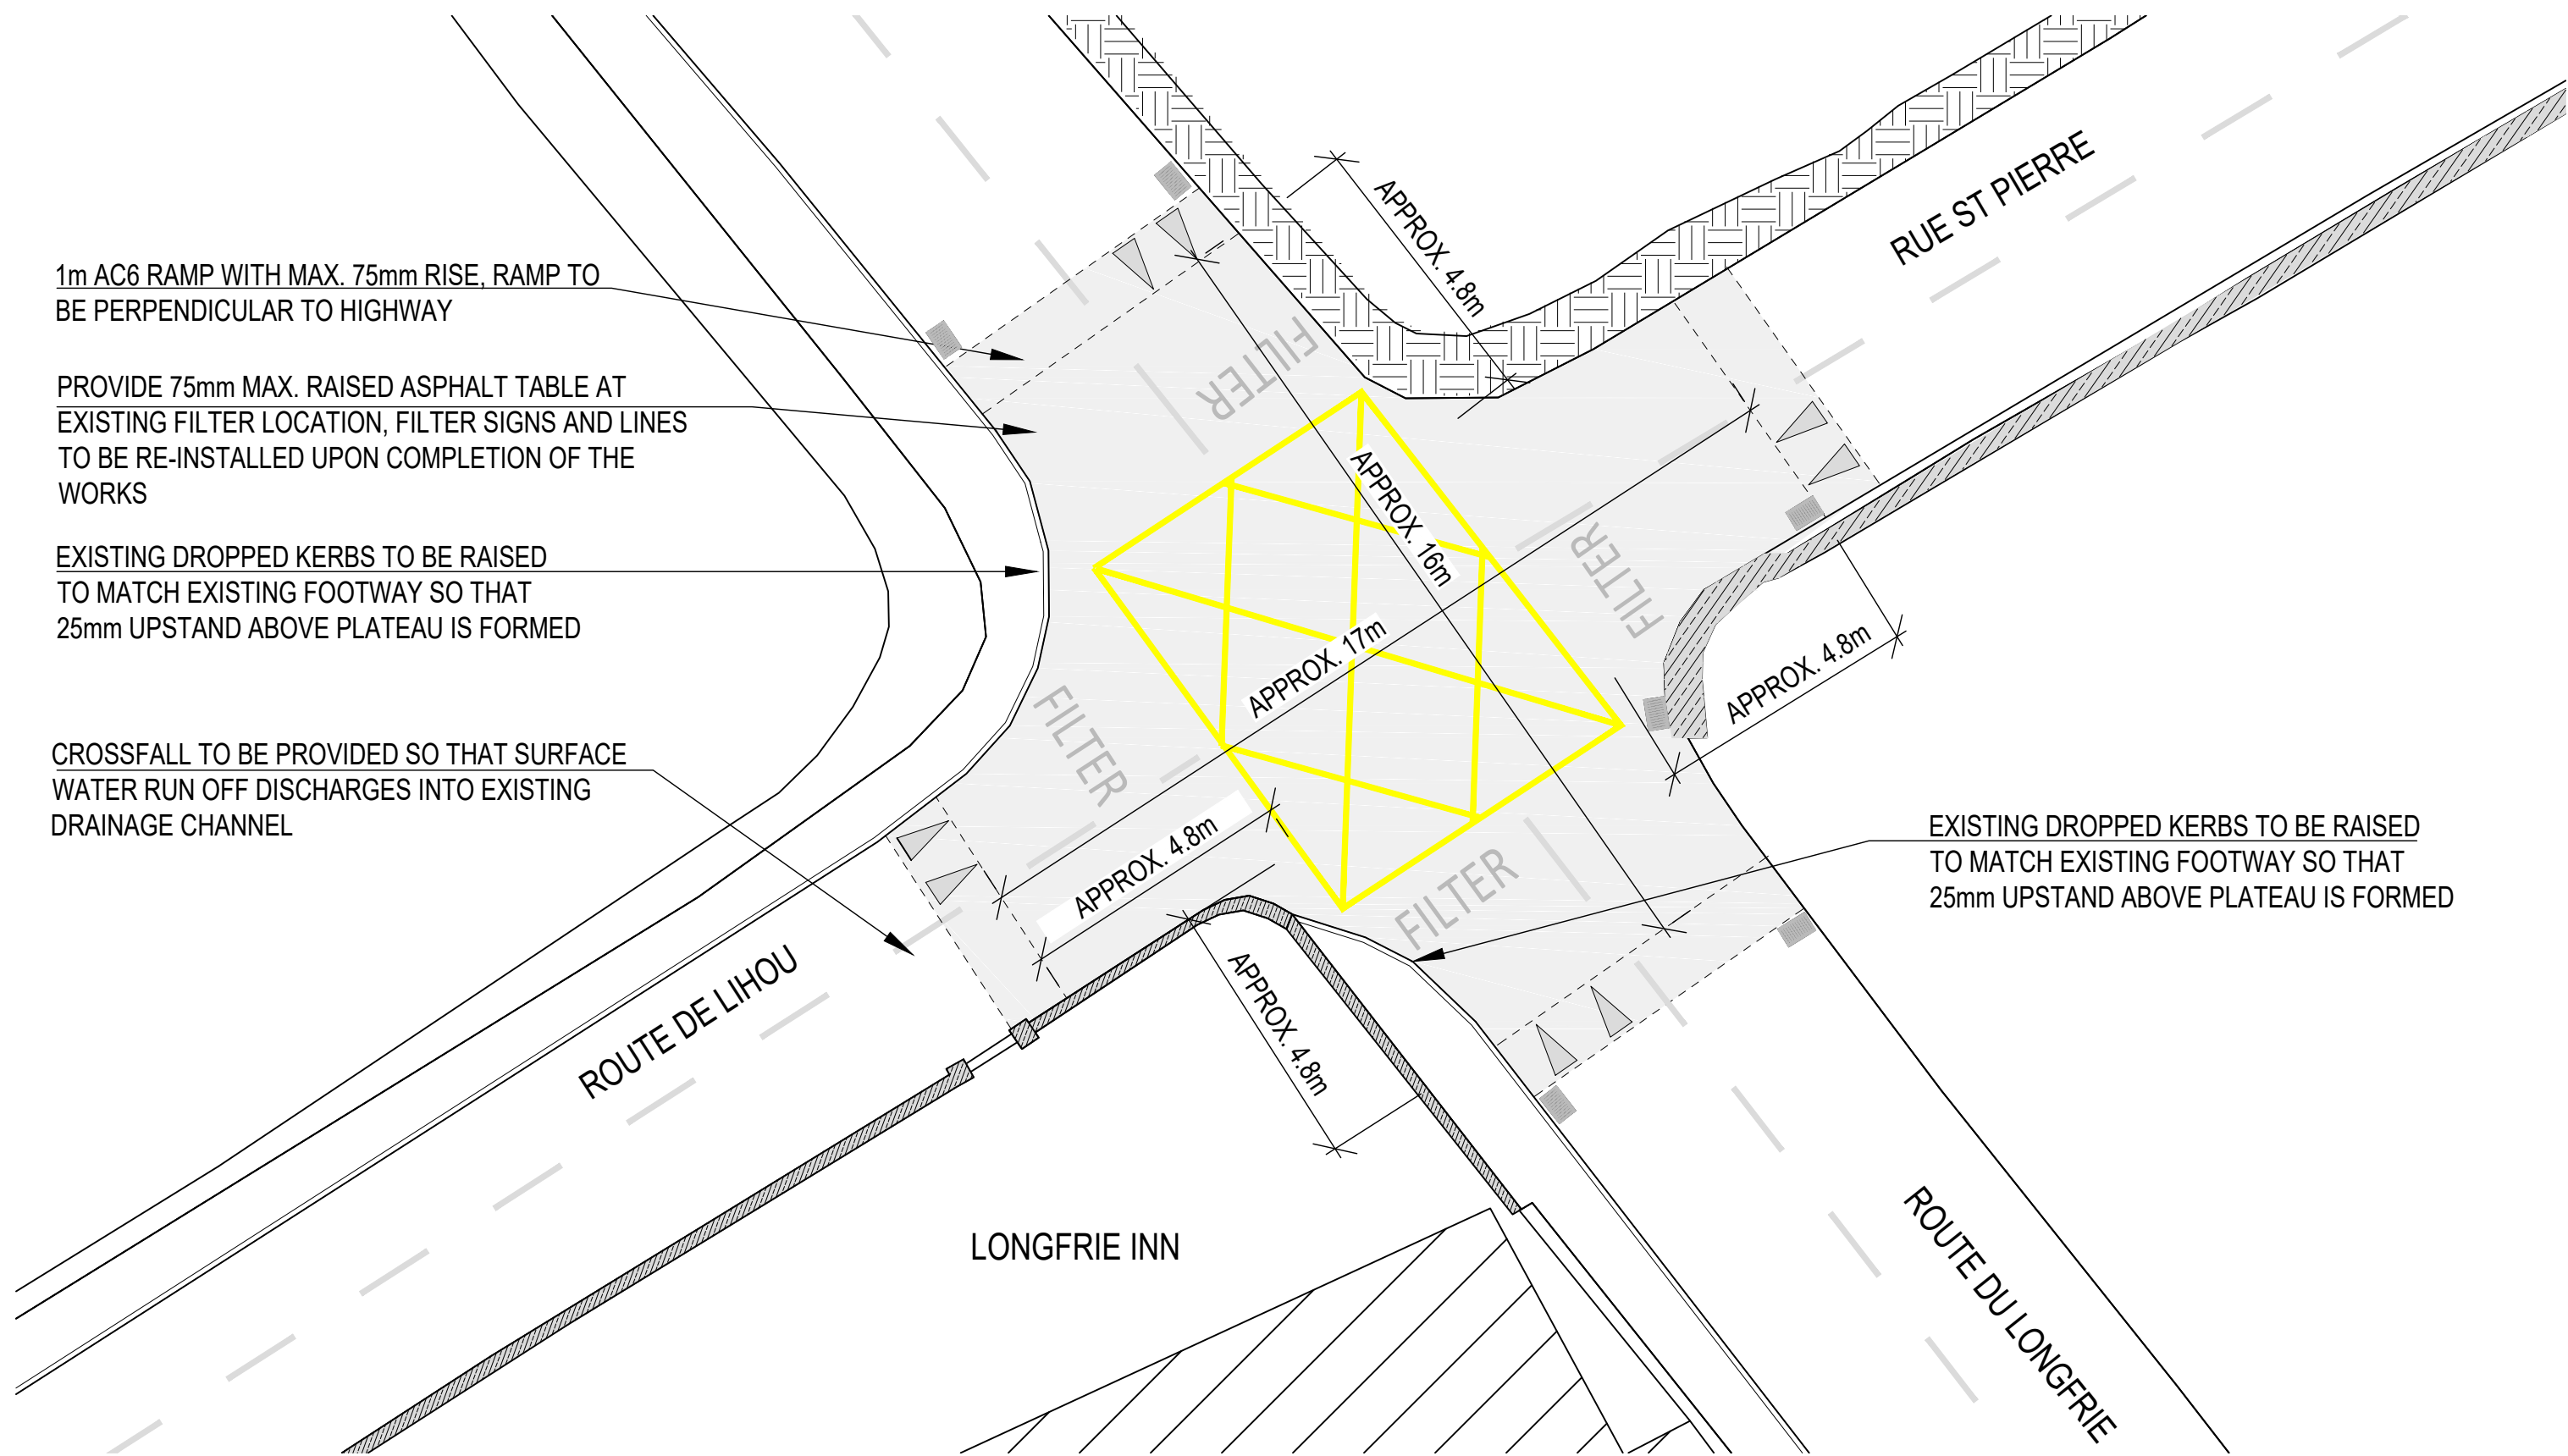 1m AC6 RAMP WITH MAX. 75mm RISE, RAMP TO
BE PERPENDICULAR TO HIGHWAY
PROVIDE 75mm MAX. RAISED ASPHALT TABLE AT
EXISTING FILTER LOCATION, FILTER SIGNS AND LINES
TO BE RE-INSTALLED UPON COMPLETION OF THE
WORKS
EXISTING DROPPED KERBS TO BE RAISED
TO MATCH EXISTING FOOTWAY SO THAT
25mm UPSTAND ABOVE PLATEAU IS FORMED
CROSSFALL TO BE PROVIDED SO THAT SURFACE
WATER RUN OFF DISCHARGES INTO EXISTING
DRAINAGE CHANNEL
APPROX. 4.8m
RUE ST PIERRE
FILTER
APPROX. 16m
FILTER
APPROX. 17m
APPROX. 4.8m
FILTER
APPROX. 4.8m
FILTER
EXISTING DROPPED KERBS TO BE RAISED
TO MATCH EXISTING FOOTWAY SO THAT
25mm UPSTAND ABOVE PLATEAU IS FORMED
ROUTE DE LIHOU
APPROX. 4.8m
LONGFRIE INN
ROUTE DU LONGFRIE